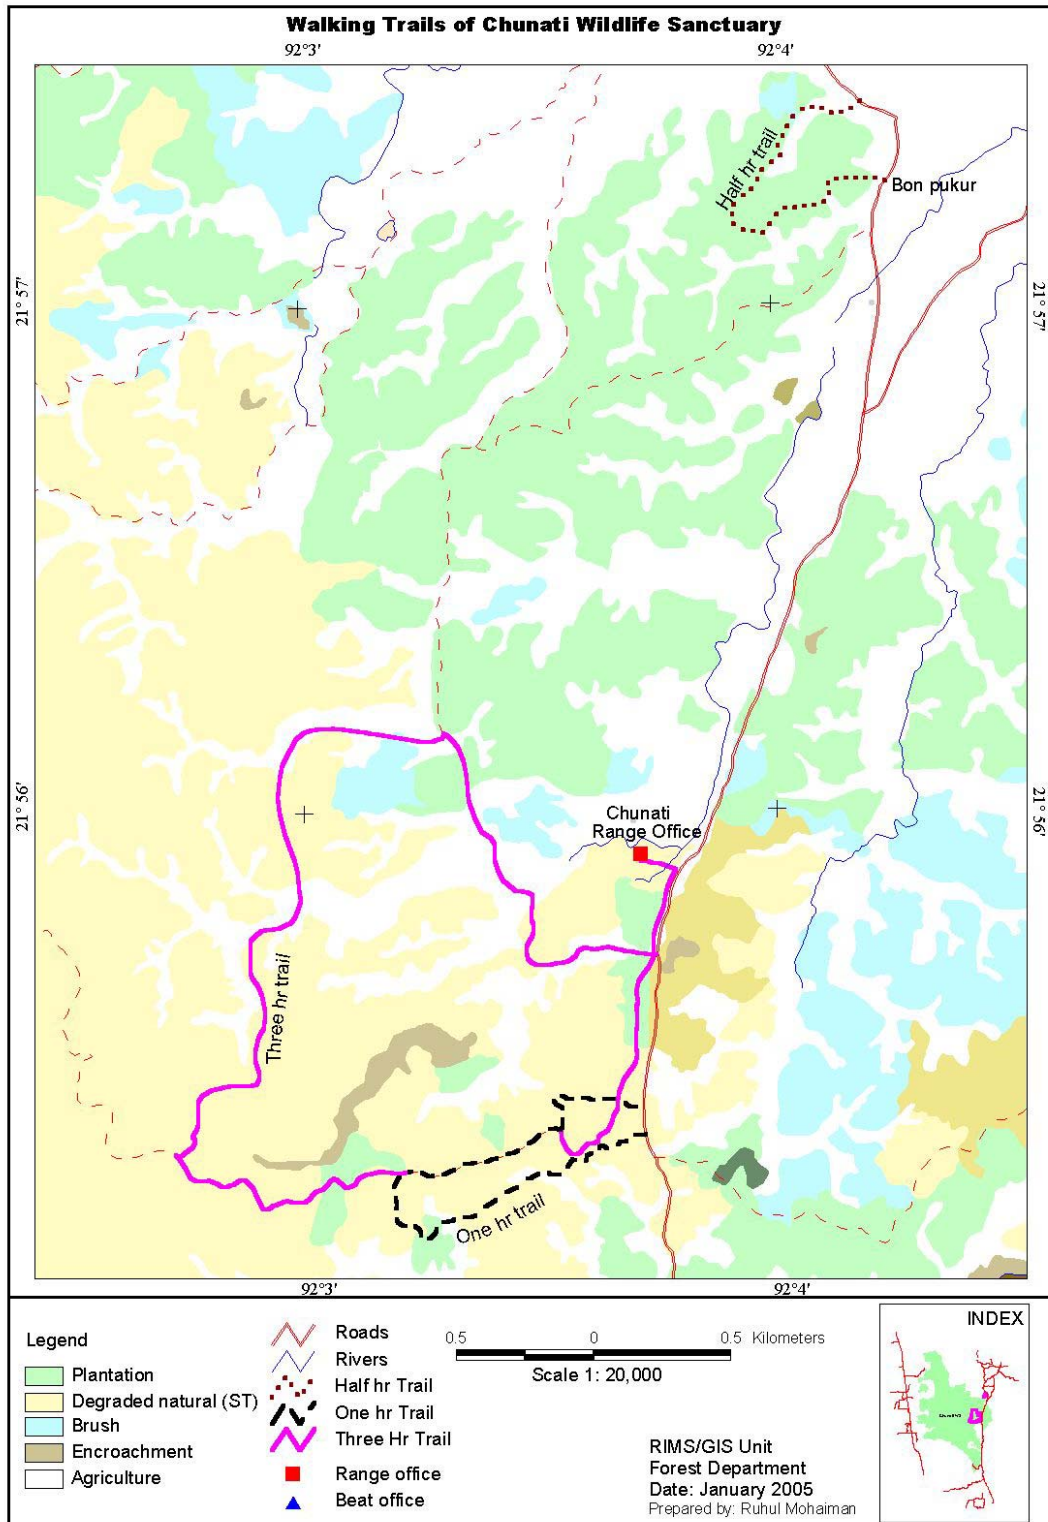 Walking Trails of Chunati Wildlife Sanctuary
92°3'
92°4'
Half hr trail
Bon pukur
21° 57'
21° 57'
21° 56'
21° 56'
Chunati
Range Office
Three hr trail
One hr trail
92°3'
92°4'
Legend
Plantation
Degraded natural (ST)
Brush
Encroachment
Agriculture
Roads
Rivers
Half hr Trail
One hr Trail
Three Hr Trail
Range office
Beat office
0.5 0 0.5 Kilometers
Scale 1: 20,000
RIMS/GIS Unit
Forest Department
Date: January 2005
Prepared by: Ruhul Mohaiman
INDEX